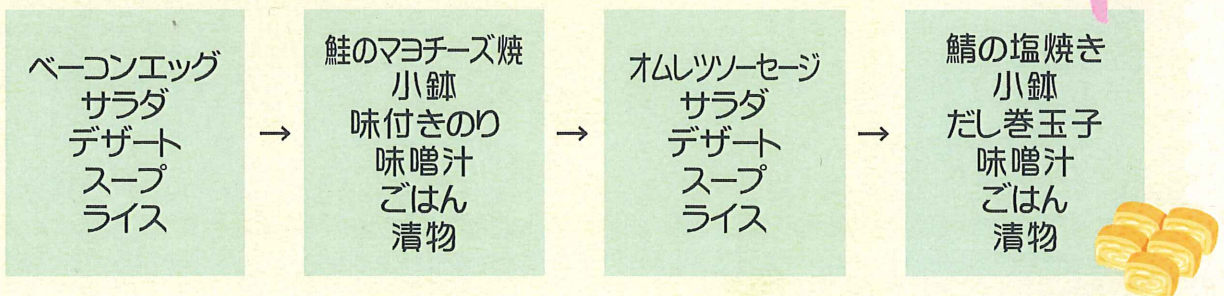 ベーコンエッグ
サラダ
デザート
スープ
ライス
→
鮭のマヨチーズ焼
小鉢
味付きのり
味噌汁
ごはん
漬物
→
オムレツソーセージ
サラダ
デザート
スープ
ライス
→
鯖の塩焼き
小鉢
だし巻玉子
味噌汁
ごはん
漬物